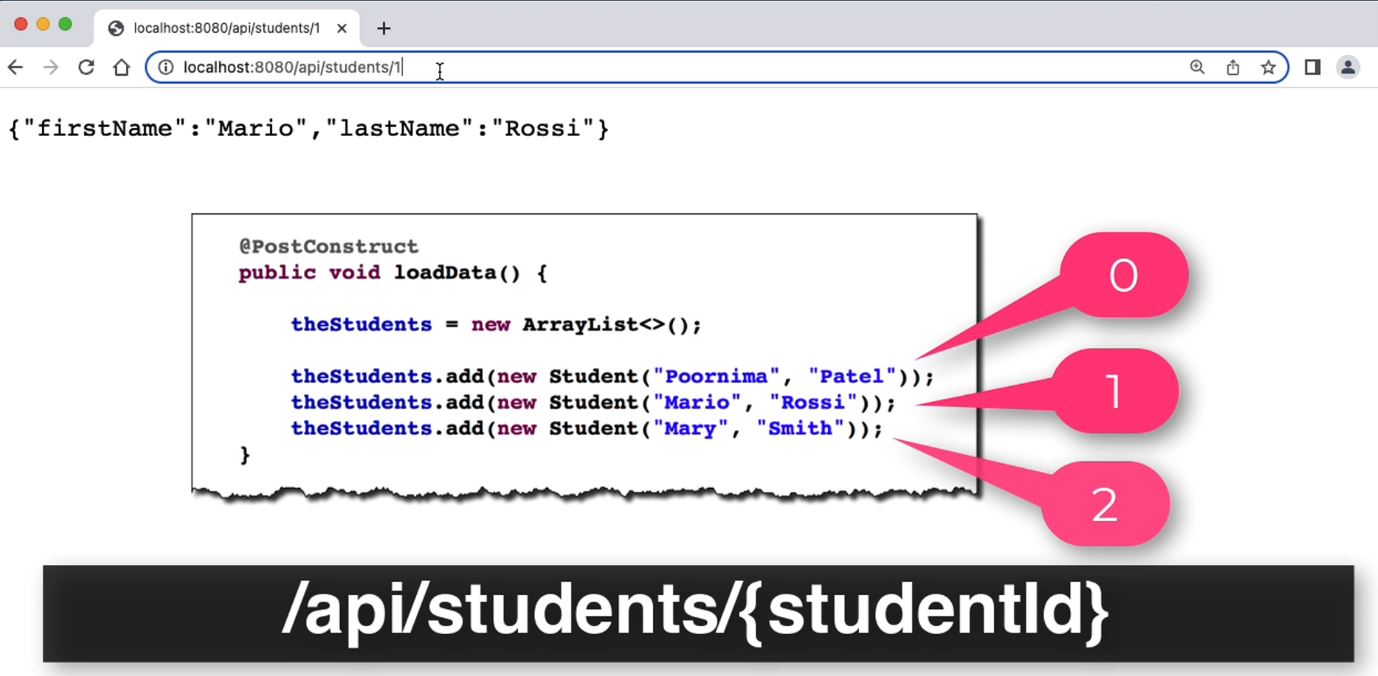 localhost:8080/api/students/1
localhost:8080/api/students/1
{"firstName":"Mario","lastName":"Rossi"}
@PostConstruct
public void loadData() {
theStudents = new ArrayList<>();
theStudents.add(new Student("Poornima", "Patel"));
theStudents.add(new Student("Mario", "Rossi"));
theStudents.add(new Student("Mary", "Smith"));
}
0
1
2
/api/students/{studentId}